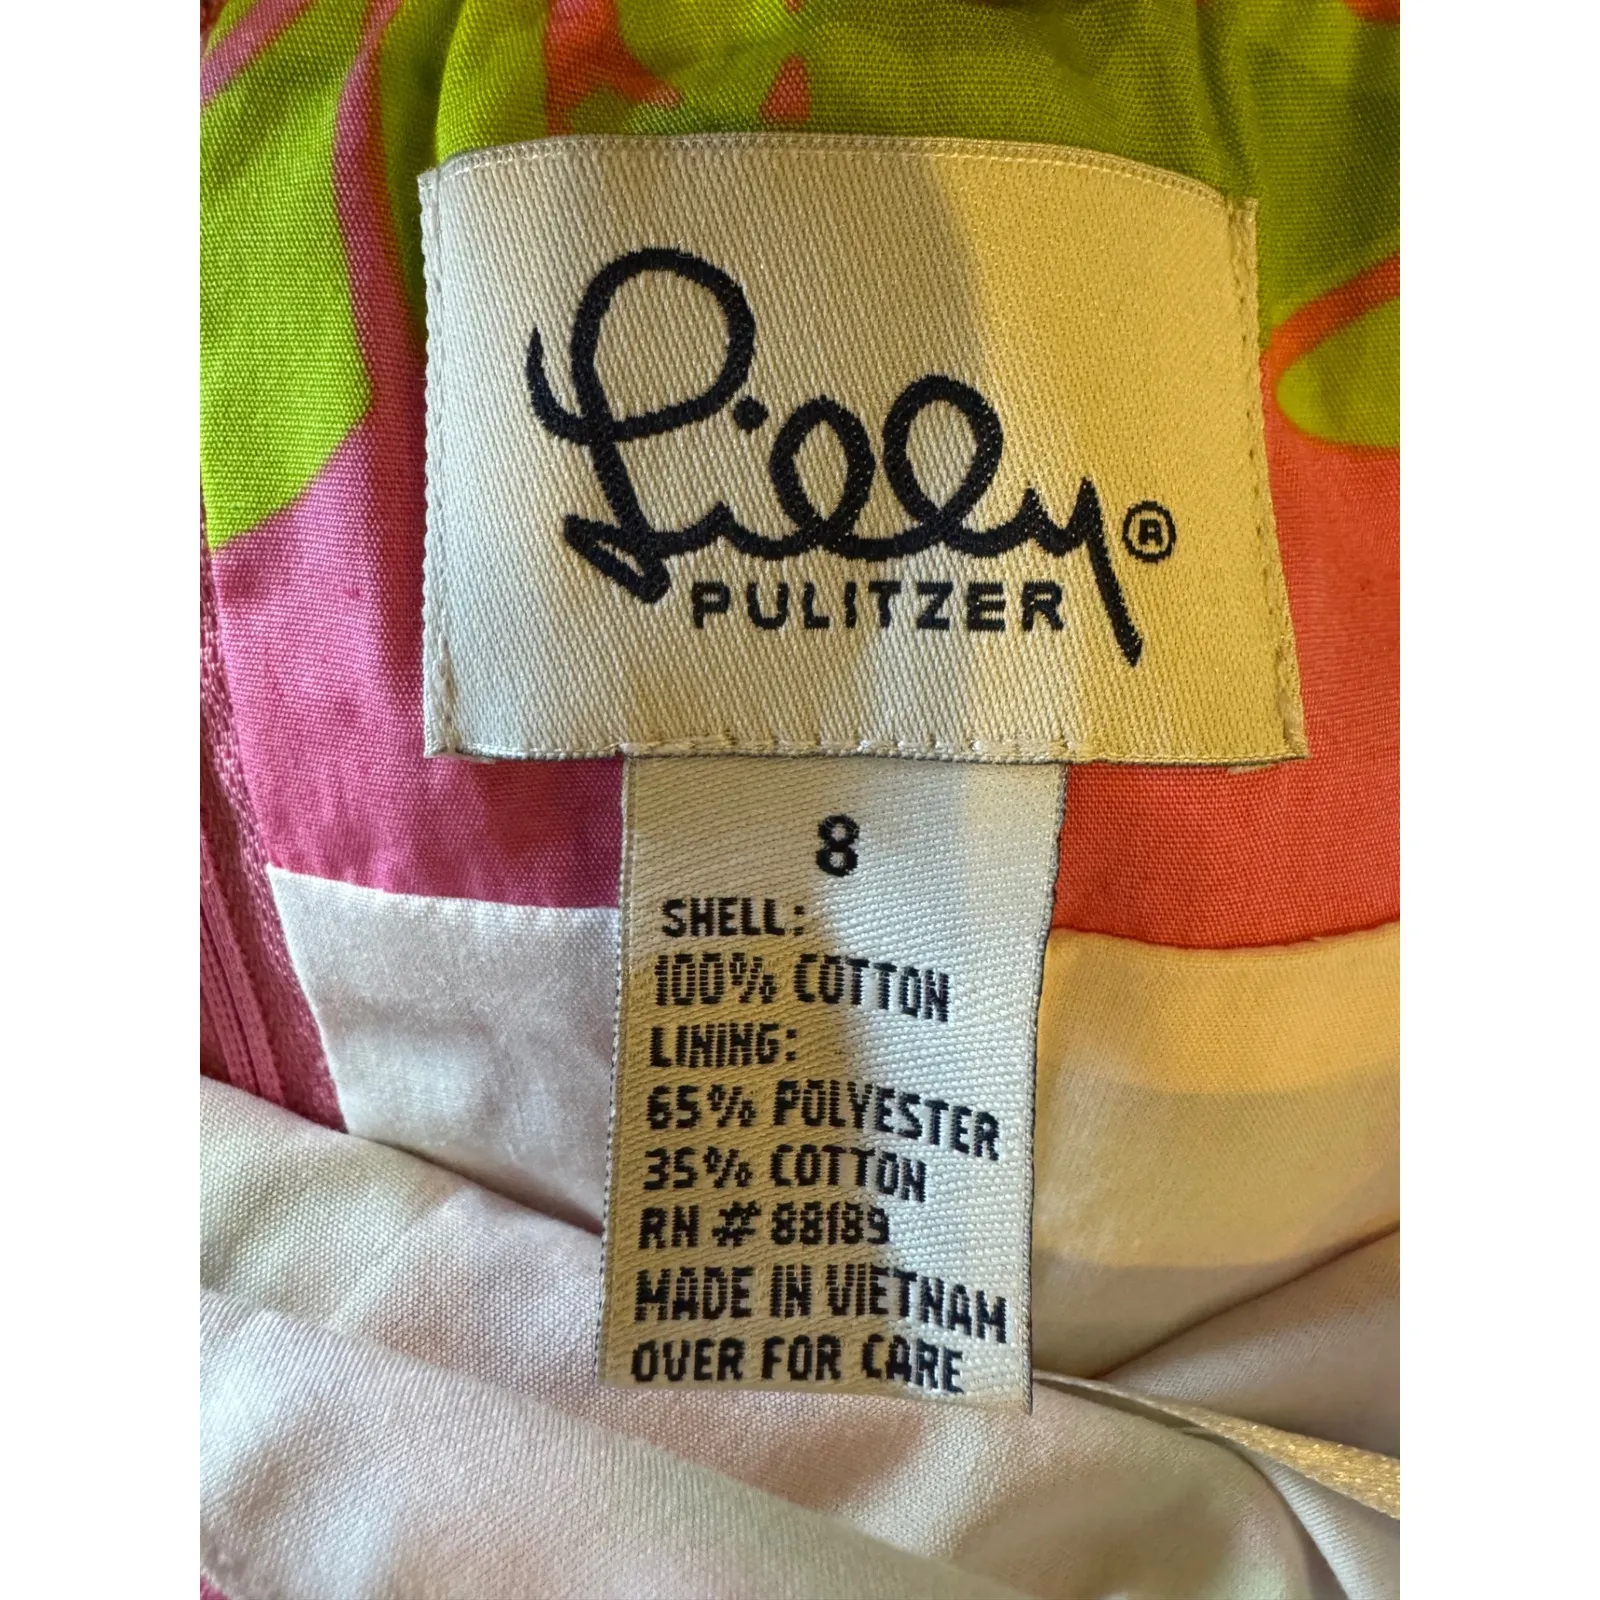 Lilly®
PULITZER
8
SHELL:
100% COTTON
LINING:
65% POLYESTER
35% COTTON
RN #88189
MADE IN VIETNAM
OVER FOR CARE